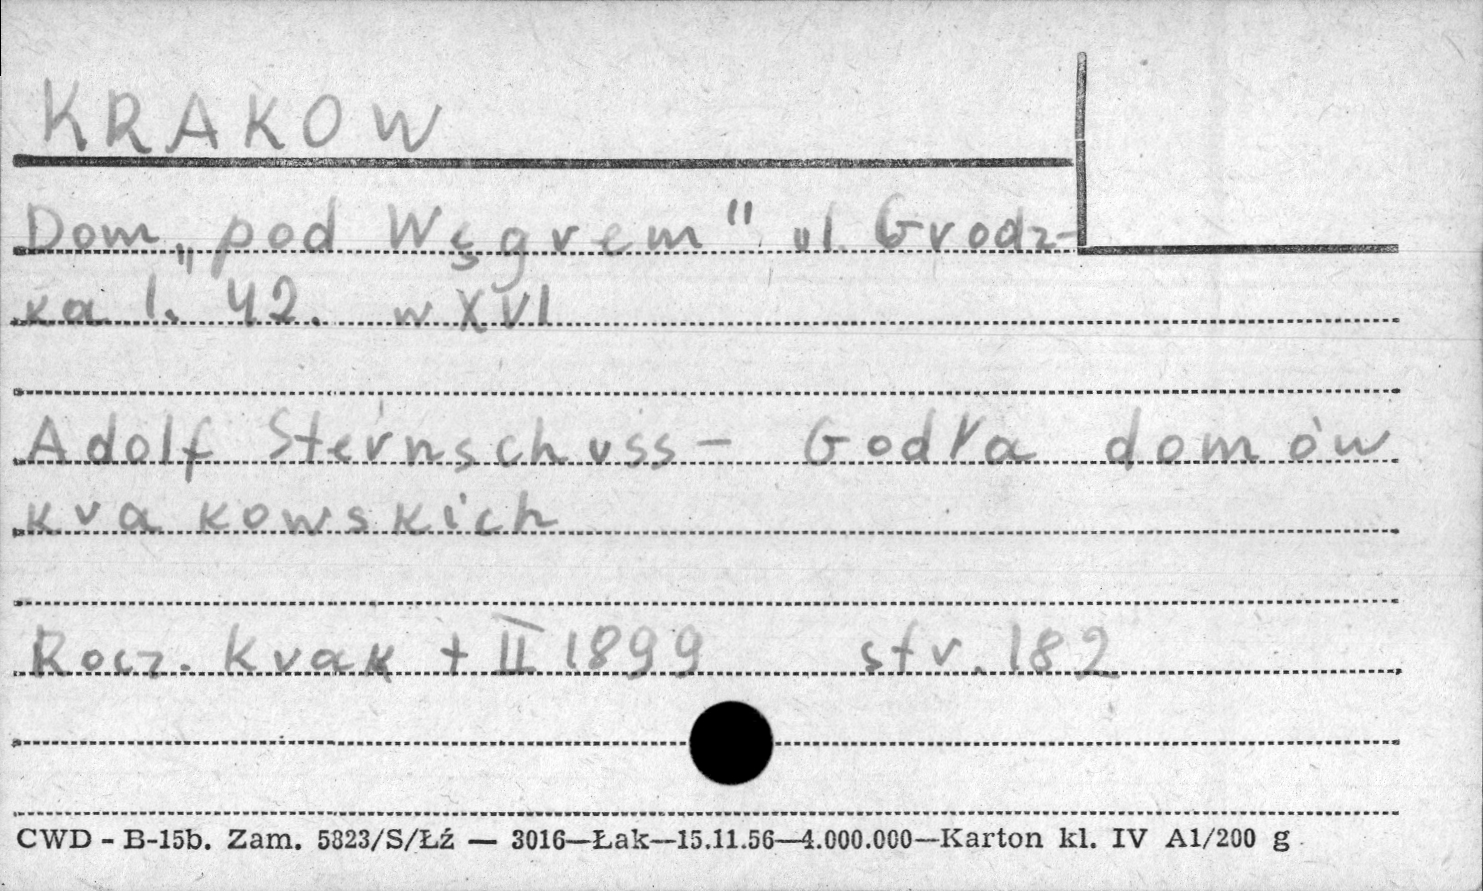 KRAKOW
Dom „pod Węgrem" ul. Grodz-
ka l. 42. w XVI
Adolf Sternschuss - Godła domów
krakowskich
Rocz. Krak t II 1899 str. 182
CWD - B-15b. Zam. 5823/S/Łź — 3016—Łak—15.11.56—4.000.000—Karton kl. IV A1/200 g